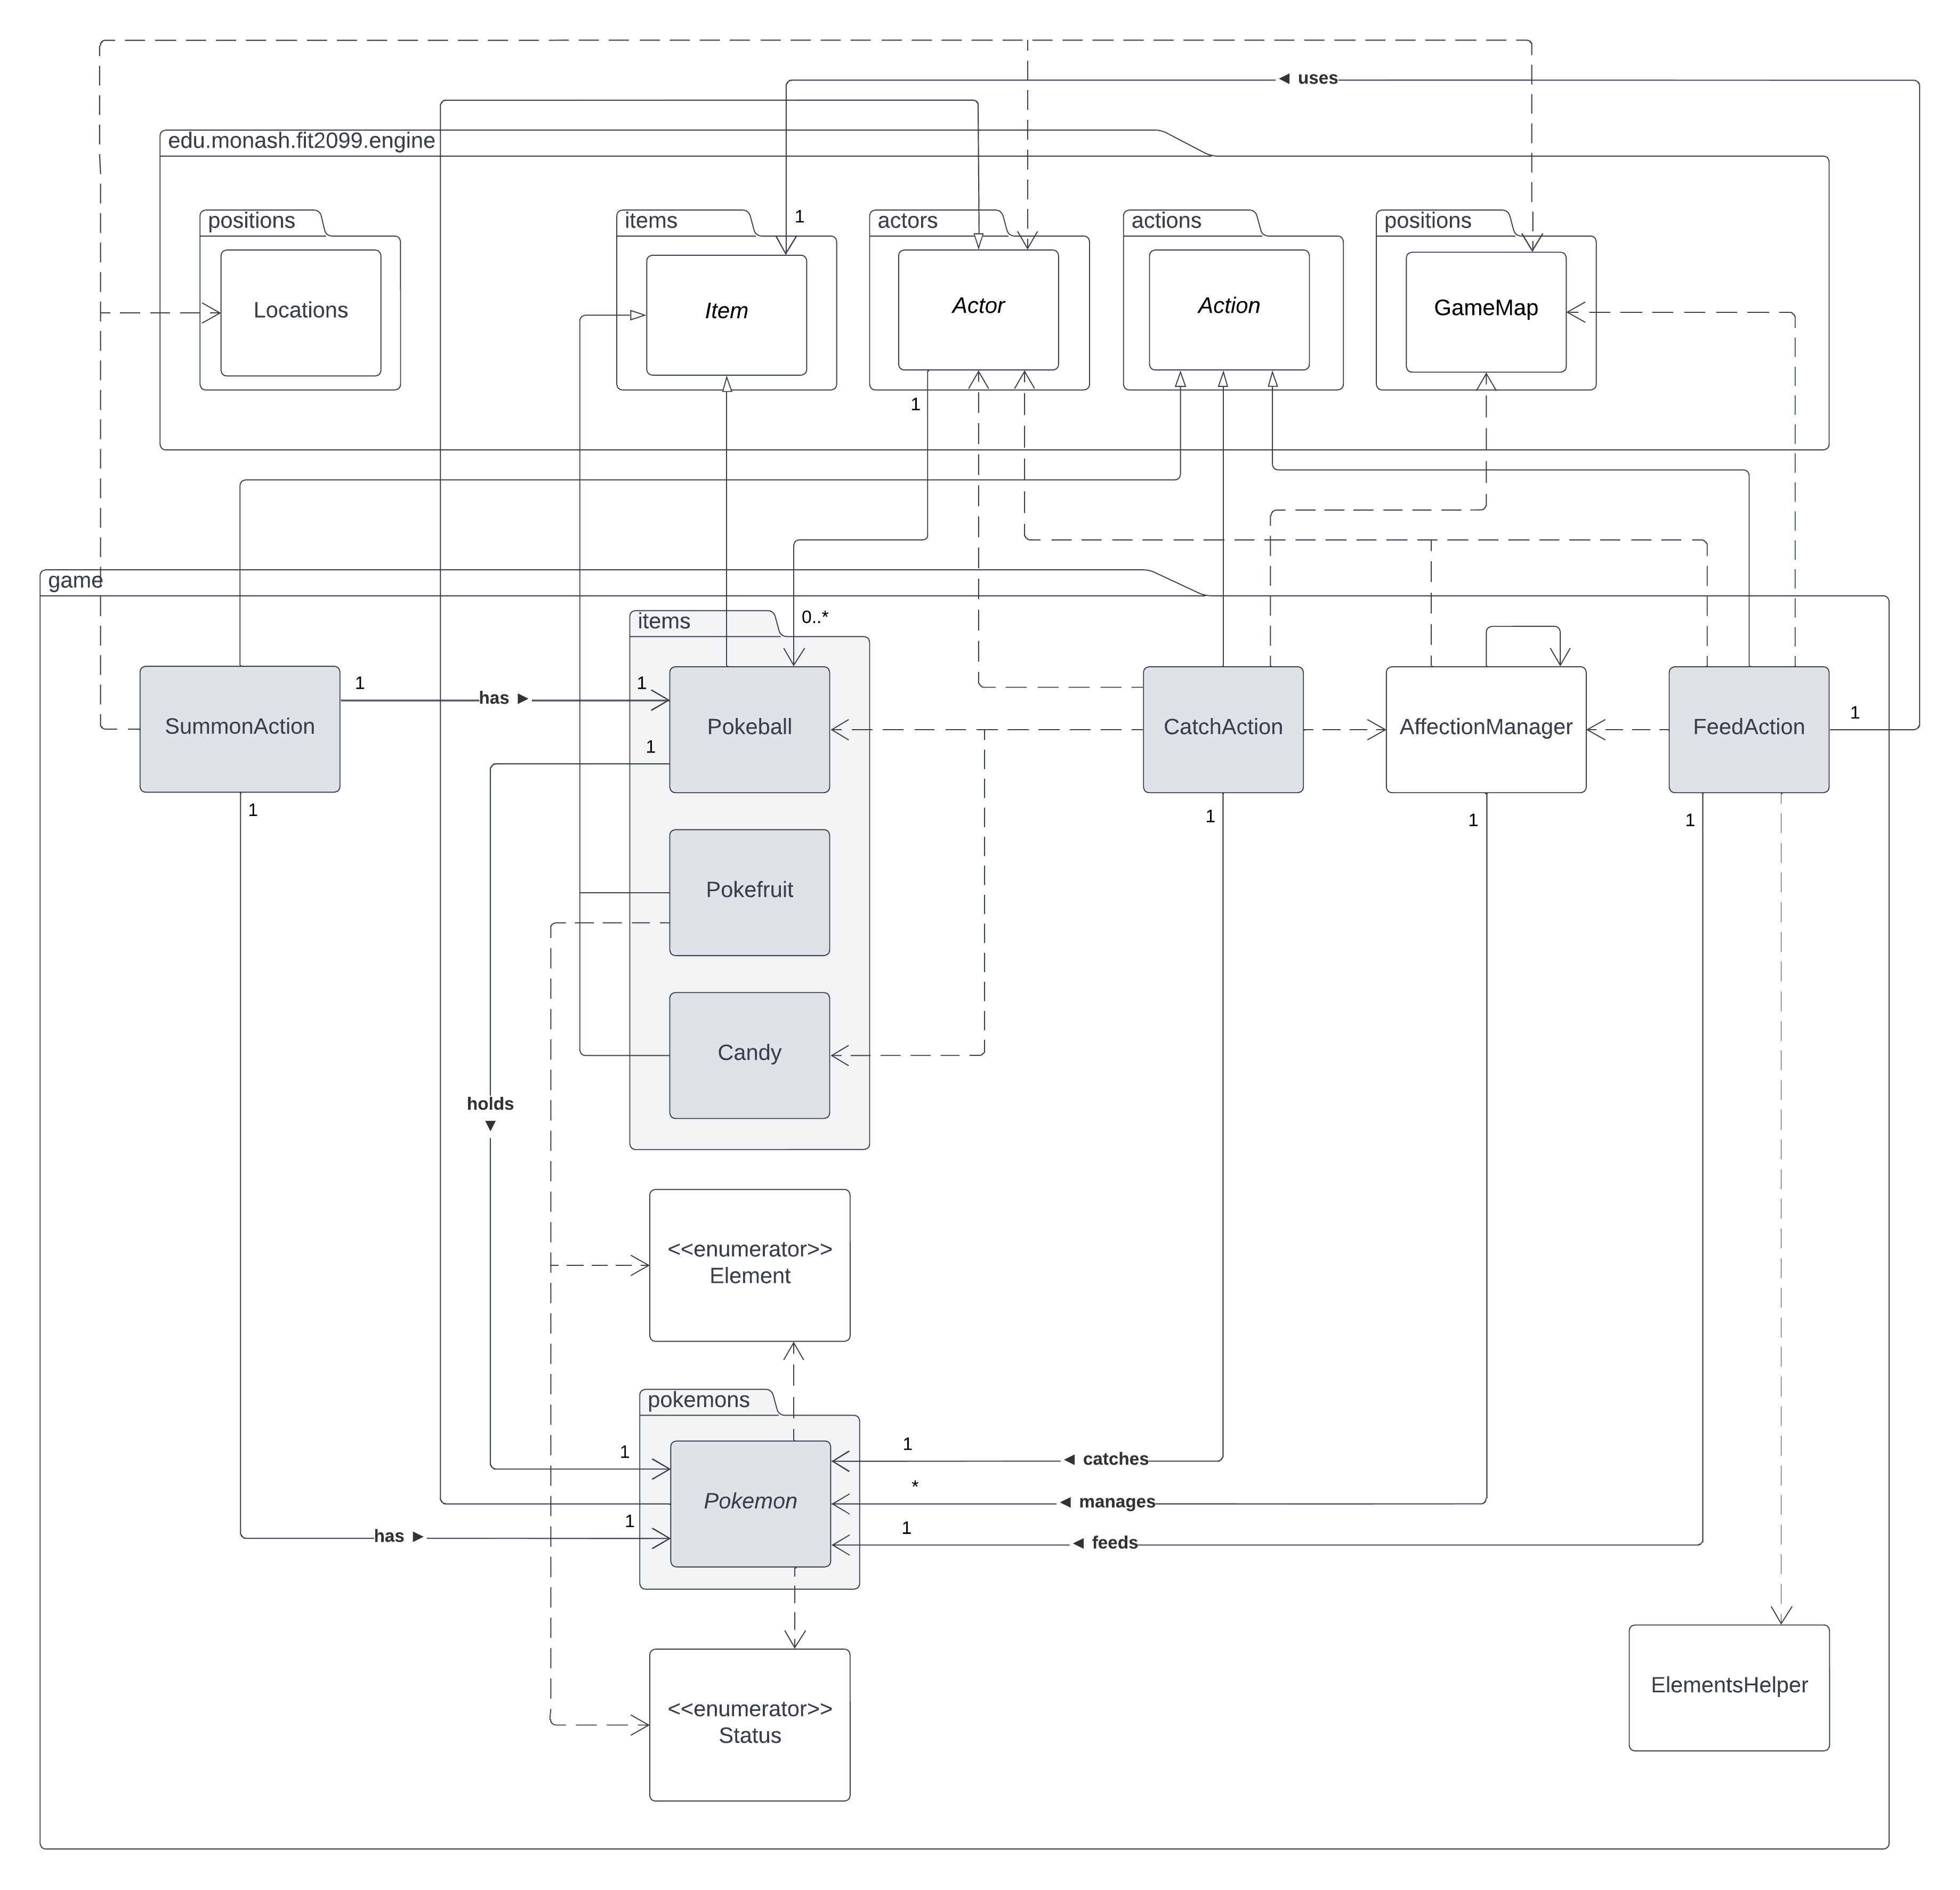 ◄ uses
edu.monash.fit2099.engine
positions
items
1
actors
actions
positions
Locations
Item
Actor
Action
GameMap
1
game
items
0..*
SummonAction
1
has ►
1
Pokeball
1
CatchAction
AffectionManager
FeedAction
1
1
1
1
1
Pokefruit
Candy
holds
▼
<<enumerator>>
Element
pokemons
Pokemon
1
1
◄ catches
*
◄ manages
has ►
1
1
◄ feeds
<<enumerator>>
Status
ElementsHelper